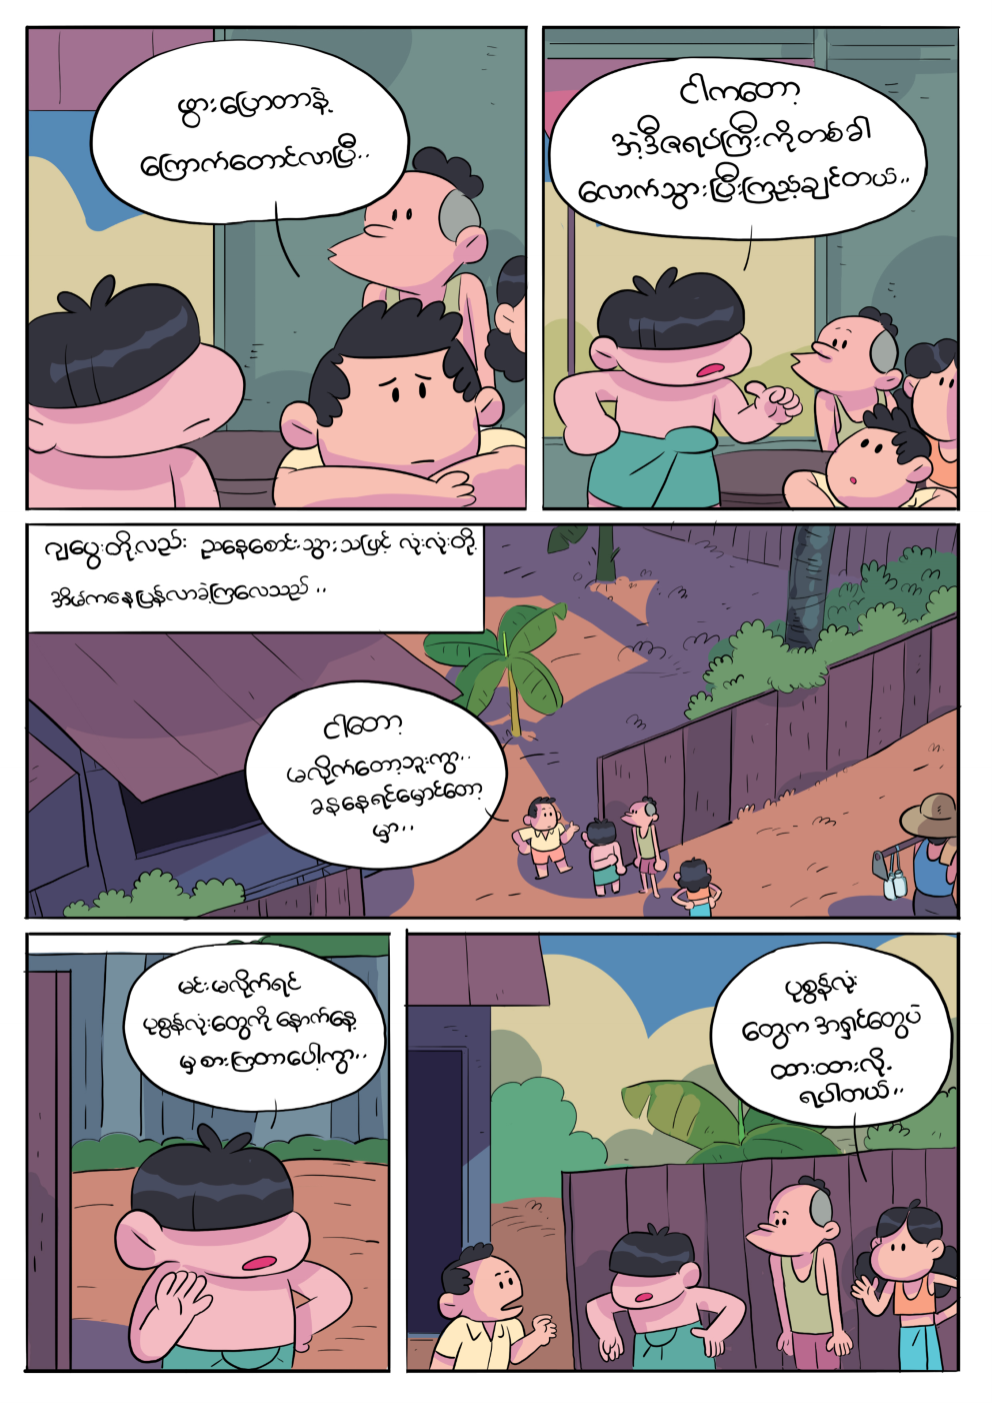 ဖွားပြောတာနဲ့
ကြောက်တောင်လာပြီ..
ငါကတော့
အဲ့ဒီဇရပ်ကြီးကိုတစ်ခါ
လောက်သွားပြီးကြည့်ချင်တယ်..
ဂျပွေးတို့လည်း ညနေစောင်းသွားသဖြင့် လုံးလုံးတို့
အိမ်ကနေပြန်လာခဲ့ကြလေသည် ..
ငါတော့
မလိုက်တော့ဘူးကွာ..
ခနနေရင်မှောင်တော့
မှာ..
မင်းမလိုက်ရင်
ပုစွန်လုံးတွေကို နောက်နေ့
မှစားကြတာပေါ့ကွာ..
ပုစွန်လုံး
တွေက အရှင်တွေပဲ
ထားထားလို့
ရပါတယ်..